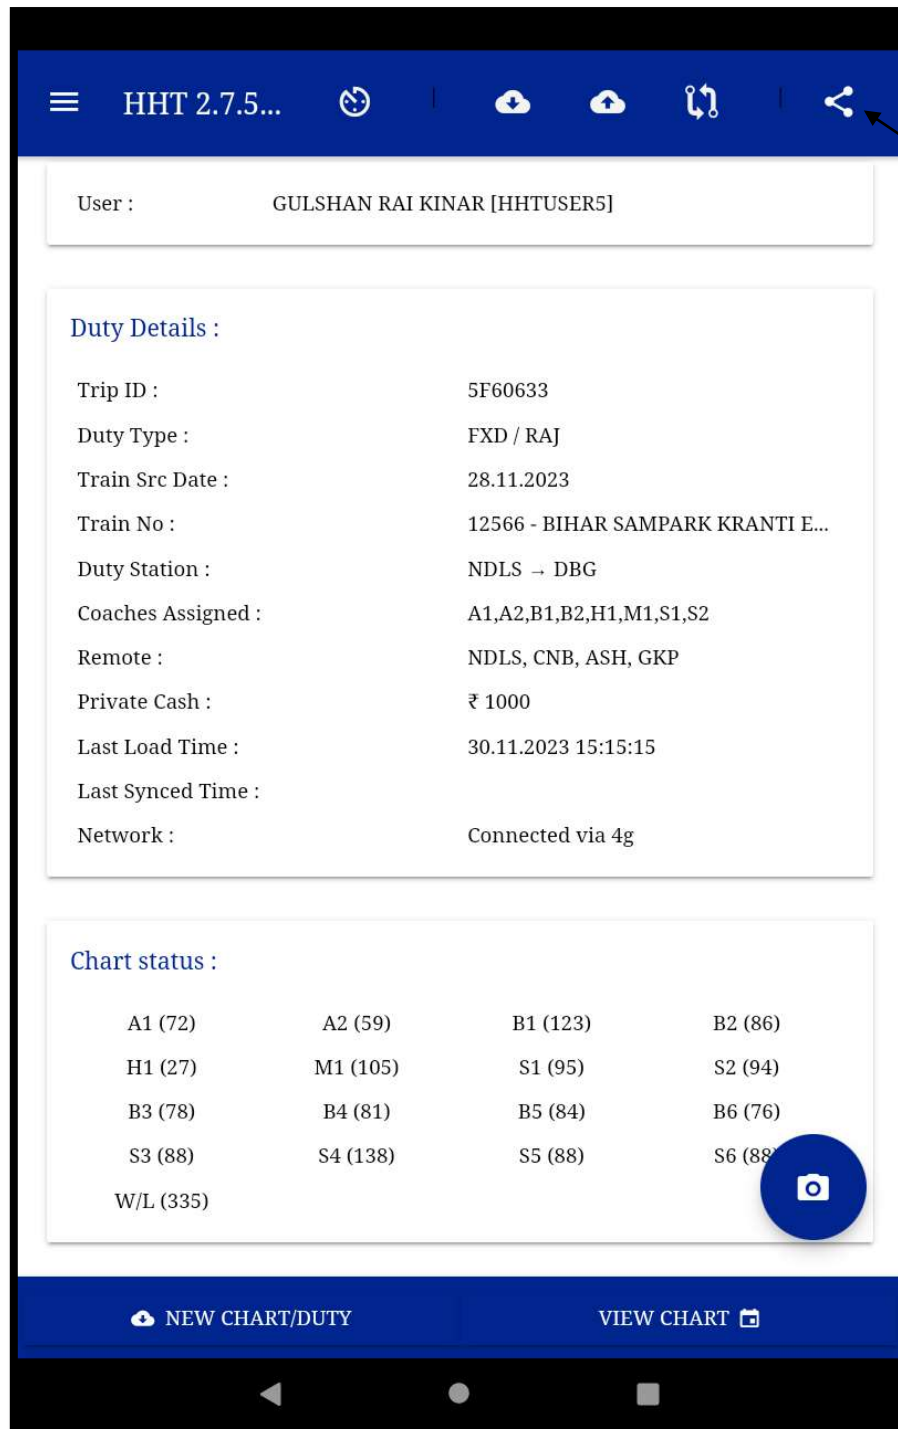 HHT 2.7.5...
User : GULSHAN RAI KINAR [HHTUSER5]
Duty Details :
Trip ID : 5F60633
Duty Type : FXD / RAJ
Train Src Date : 28.11.2023
Train No : 12566 - BIHAR SAMPARK KRANTI E...
Duty Station : NDLS → DBG
Coaches Assigned : A1,A2,B1,B2,H1,M1,S1,S2
Remote : NDLS, CNB, ASH, GKP
Private Cash : ₹ 1000
Last Load Time : 30.11.2023 15:15:15
Last Synced Time :
Network : Connected via 4g
Chart status :
A1 (72) A2 (59) B1 (123) B2 (86)
H1 (27) M1 (105) S1 (95) S2 (94)
B3 (78) B4 (81) B5 (84) B6 (76)
S3 (88) S4 (138) S5 (88) S6 (88
W/L (335)
NEW CHART/DUTY VIEW CHART